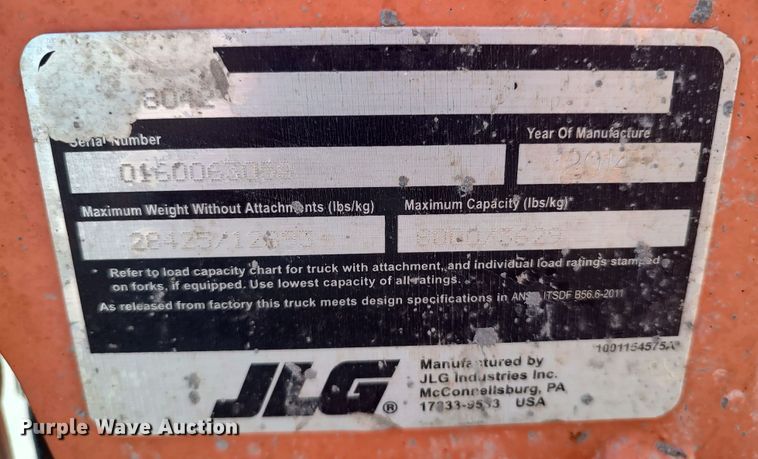 Serial Number
Year Of Manufacture
Maximum Weight Without Attachments (lbs/kg)
Maximum Capacity (lbs/kg)*
Refer to load capacity chart for truck with attachment, and individual load ratings stamped
on forks, if equipped. Use lowest capacity of all ratings.
As released from factory this truck meets design specifications in ANSI, ITSDF B56.6-2011
1001154575A
JLG®
Manufactured by
JLG Industries Inc.
McConnellsburg, PA
17233-9533 USA
Purple Wave Auction